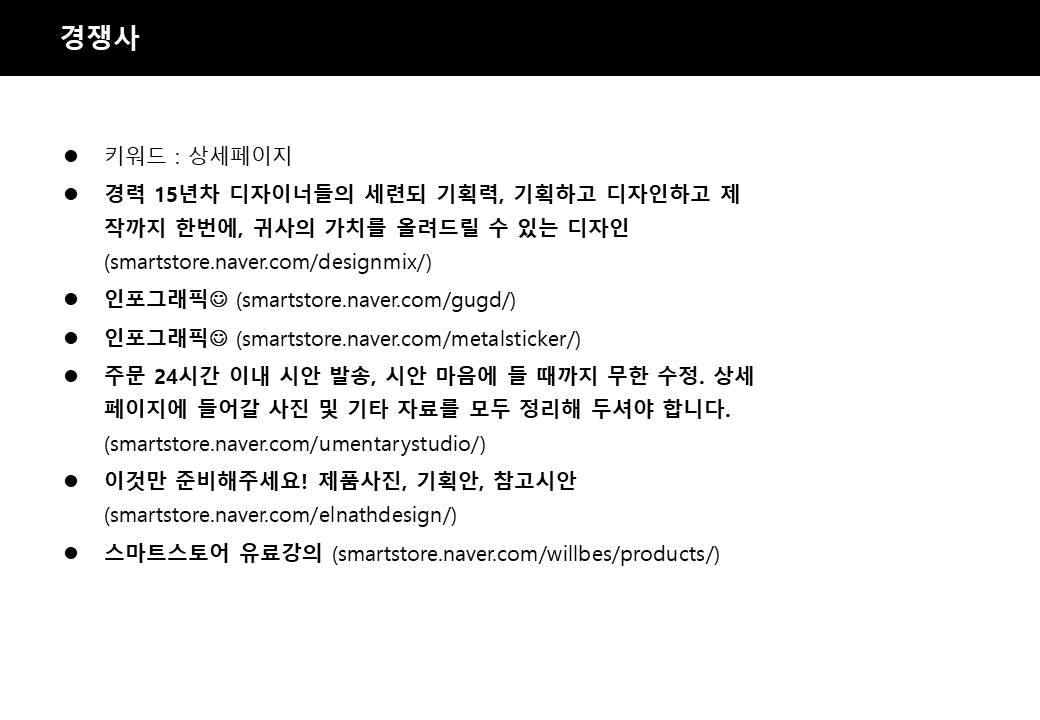 경쟁사
● 키워드 : 상세페이지
● 경력 15년차 디자이너들의 세련되 기획력, 기획하고 디자인하고 제
작까지 한번에, 귀사의 가치를 올려드릴 수 있는 디자인
(smartstore.naver.com/designmix/)
● 인포그래픽☺ (smartstore.naver.com/gugd/)
● 인포그래픽☺ (smartstore.naver.com/metalsticker/)
● 주문 24시간 이내 시안 발송, 시안 마음에 들 때까지 무한 수정. 상세
페이지에 들어갈 사진 및 기타 자료를 모두 정리해 두셔야 합니다.
(smartstore.naver.com/umentarystudio/)
● 이것만 준비해주세요! 제품사진, 기획안, 참고시안
(smartstore.naver.com/elnathdesign/)
● 스마트스토어 유료강의 (smartstore.naver.com/willbes/products/)